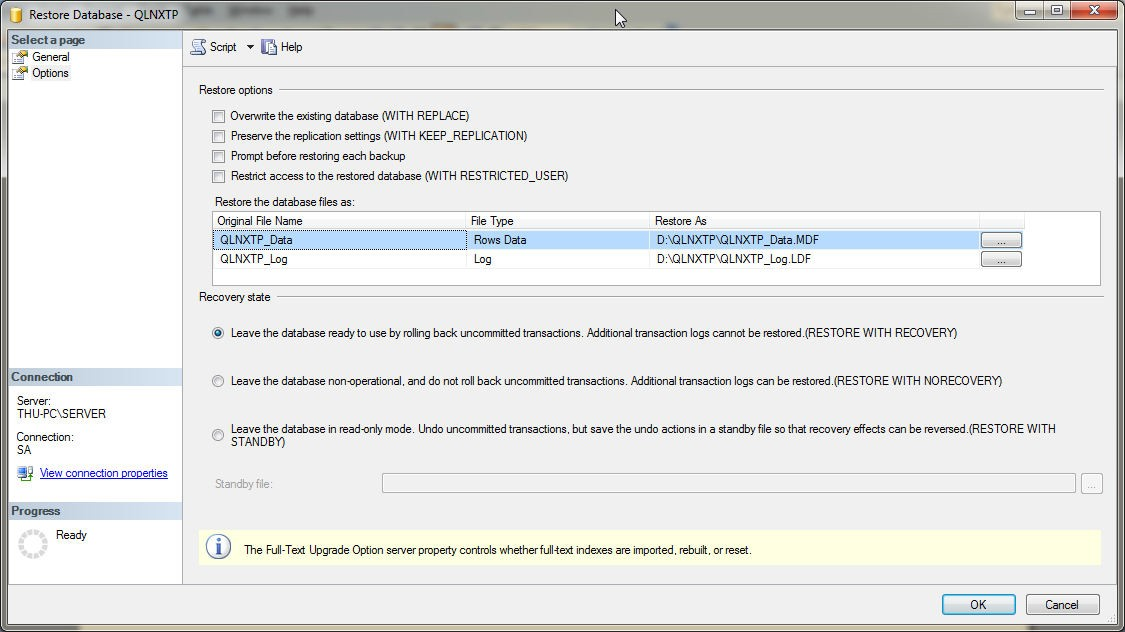 Restore Database - QLNXTP
Select a page
General
Options
Script
Help
Restore options
Overwrite the existing database (WITH REPLACE)
Preserve the replication settings (WITH KEEP_REPLICATION)
Prompt before restoring each backup
Restrict access to the restored database (WITH RESTRICTED_USER)
Restore the database files as:
Original File Name File Type Restore As
QLNXTP_Data Rows Data D:\QLNXTP\QLNXTP_Data.MDF ...
QLNXTP_Log Log D:\QLNXTP\QLNXTP_Log.LDF ...
Recovery state
Leave the database ready to use by rolling back uncommitted transactions. Additional transaction logs cannot be restored.(RESTORE WITH RECOVERY)
Leave the database non-operational, and do not roll back uncommitted transactions. Additional transaction logs can be restored.(RESTORE WITH NORECOVERY)
Leave the database in read-only mode. Undo uncommitted transactions, but save the undo actions in a standby file so that recovery effects can be reversed.(RESTORE WITH
STANDBY)
Standby file: ...
The Full-Text Upgrade Option server property controls whether full-text indexes are imported, rebuilt, or reset.
Connection
Server:
THU-PC\SERVER
Connection:
SA
View connection properties
Progress
Ready
OK
Cancel